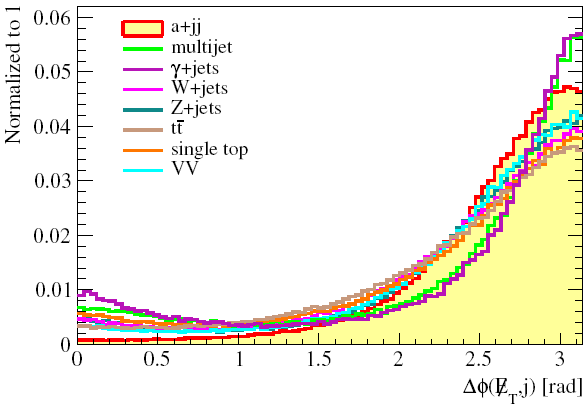 Normalized to 1
0.06
0.05
0.04
0.03
0.02
0.01
0
a+jj
multijet
γ+jets
W+jets
Z+jets
tt̄
single top
VV
0 0.5 1 1.5 2 2.5 3
Δϕ(E̸_T,j) [rad]